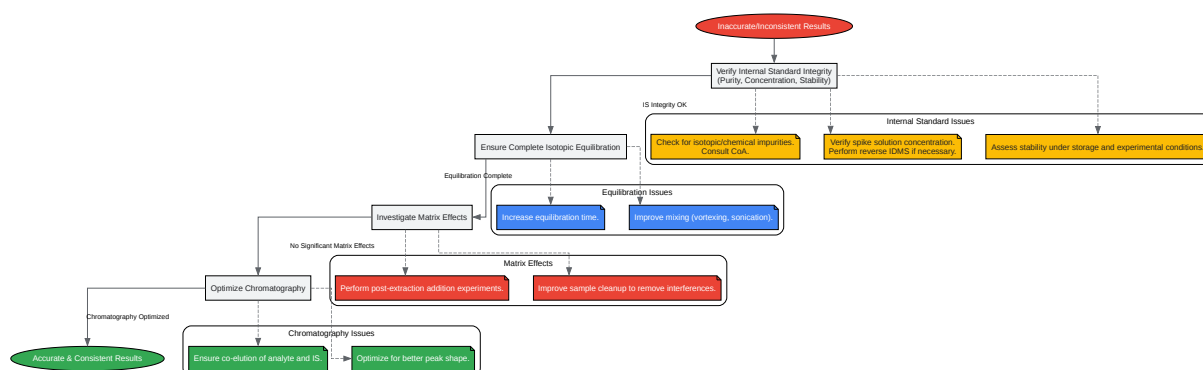 Inaccurate/Inconsistent Results
Verify Internal Standard Integrity
(Purity, Concentration, Stability)
IS Integrity OK
Internal Standard Issues
Check for isotopic/chemical impurities.
Consult CoA.
Verify spike solution concentration.
Perform reverse IDMS if necessary.
Assess stability under storage and experimental conditions.
Ensure Complete Isotopic Equilibration
Equilibration Complete
Equilibration Issues
Increase equilibration time.
Improve mixing (vortexing, sonication).
Investigate Matrix Effects
No Significant Matrix Effects
Matrix Effects
Perform post-extraction addition experiments.
Improve sample cleanup to remove interferences.
Optimize Chromatography
Chromatography Optimized
Chromatography Issues
Ensure co-elution of analyte and IS.
Optimize for better peak shape.
Accurate & Consistent Results